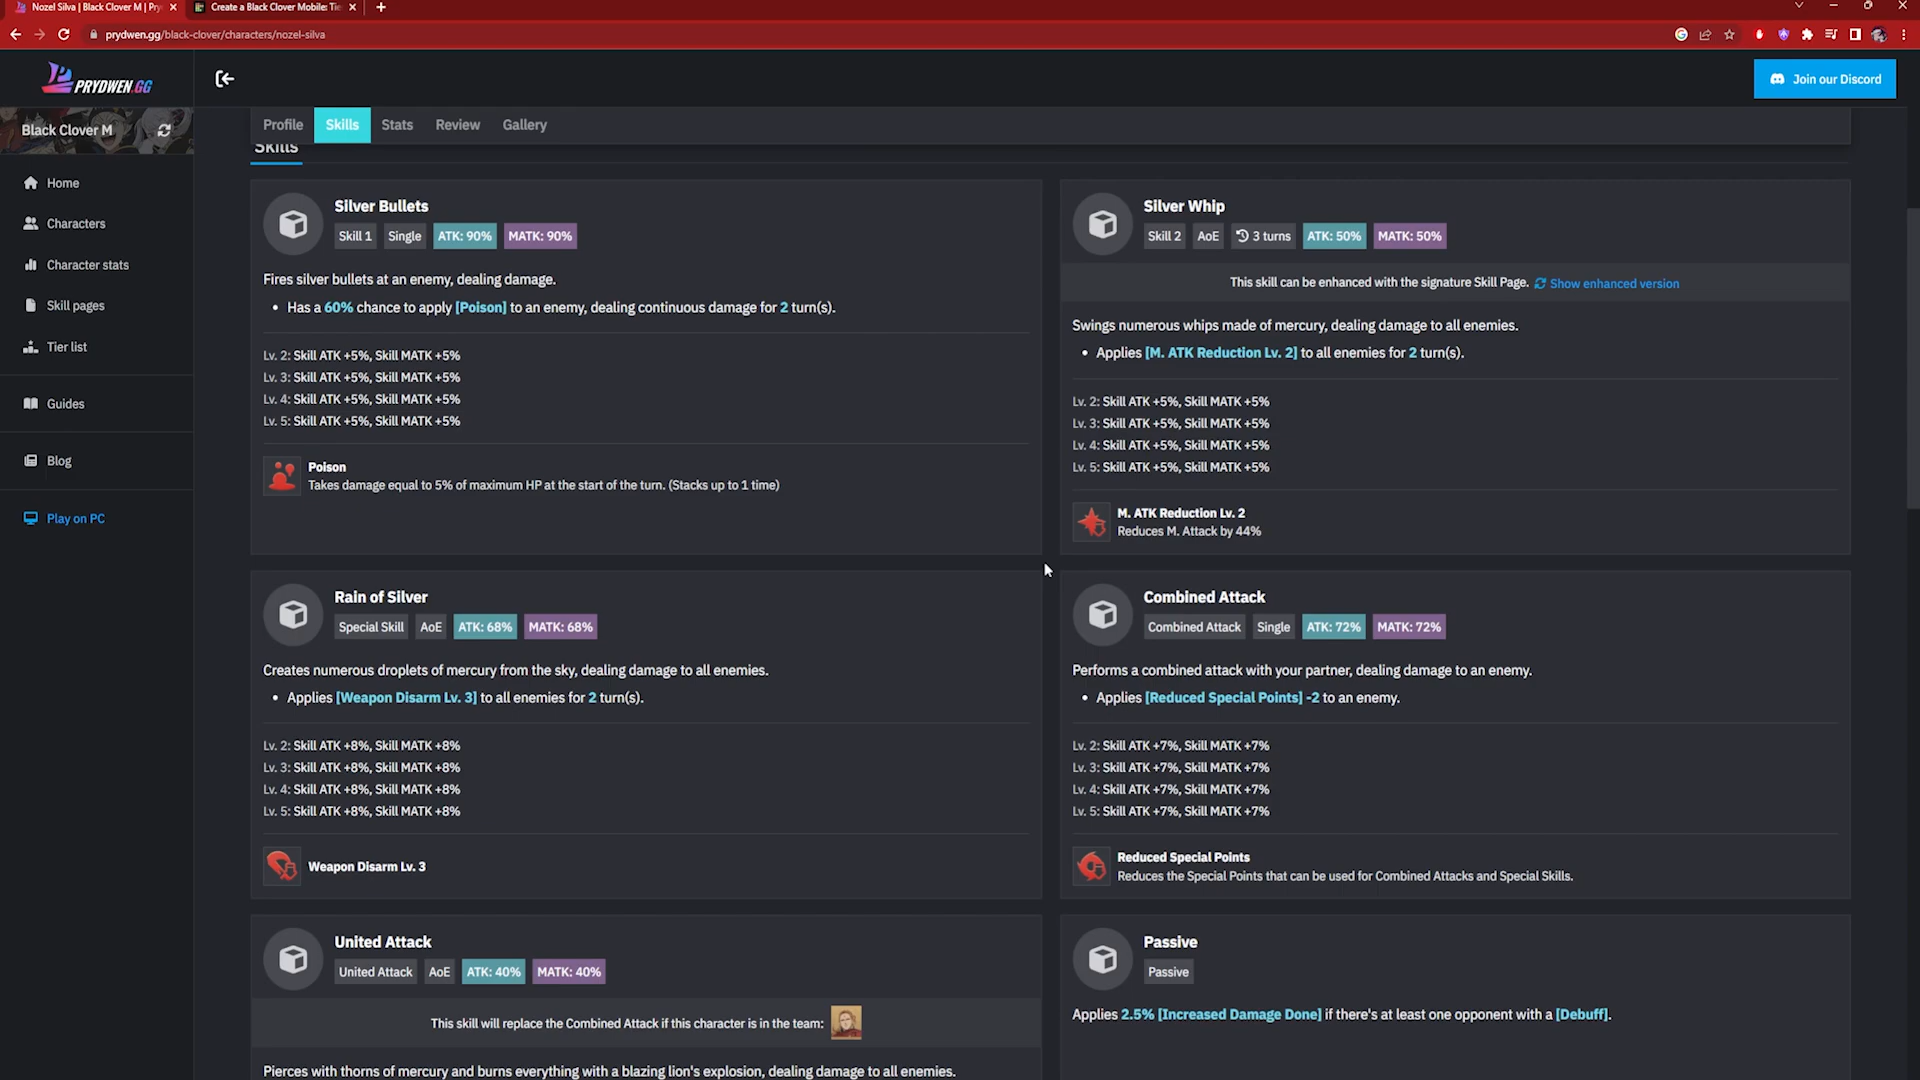 Nozel Silva | Black Clover M | Pry
Create a Black Clover Mobile: Tie
prydwen.gg/black-clover/characters/nozel-silva
PRYDWEN.GG
Join our Discord
Black Clover M
Home
Characters
Character stats
Skill pages
Tier list
Guides
Blog
Play on PC
Profile
Skills
Stats
Review
Gallery
Skills
Silver Bullets
Skill 1
Single
ATK: 90%
MATK: 90%
Fires silver bullets at an enemy, dealing damage.
• Has a 60% chance to apply [Poison] to an enemy, dealing continuous damage for 2 turn(s).
Lv. 2: Skill ATK +5%, Skill MATK +5%
Lv. 3: Skill ATK +5%, Skill MATK +5%
Lv. 4: Skill ATK +5%, Skill MATK +5%
Lv. 5: Skill ATK +5%, Skill MATK +5%
Poison
Takes damage equal to 5% of maximum HP at the start of the turn. (Stacks up to 1 time)
Silver Whip
Skill 2
AoE
3 turns
ATK: 50%
MATK: 50%
This skill can be enhanced with the signature Skill Page. Show enhanced version
Swings numerous whips made of mercury, dealing damage to all enemies.
• Applies [M. ATK Reduction Lv. 2] to all enemies for 2 turn(s).
Lv. 2: Skill ATK +5%, Skill MATK +5%
Lv. 3: Skill ATK +5%, Skill MATK +5%
Lv. 4: Skill ATK +5%, Skill MATK +5%
Lv. 5: Skill ATK +5%, Skill MATK +5%
M. ATK Reduction Lv. 2
Reduces M. Attack by 44%
Rain of Silver
Special Skill
AoE
ATK: 68%
MATK: 68%
Creates numerous droplets of mercury from the sky, dealing damage to all enemies.
• Applies [Weapon Disarm Lv. 3] to all enemies for 2 turn(s).
Lv. 2: Skill ATK +8%, Skill MATK +8%
Lv. 3: Skill ATK +8%, Skill MATK +8%
Lv. 4: Skill ATK +8%, Skill MATK +8%
Lv. 5: Skill ATK +8%, Skill MATK +8%
Weapon Disarm Lv. 3
Combined Attack
Combined Attack
Single
ATK: 72%
MATK: 72%
Performs a combined attack with your partner, dealing damage to an enemy.
• Applies [Reduced Special Points] -2 to an enemy.
Lv. 2: Skill ATK +7%, Skill MATK +7%
Lv. 3: Skill ATK +7%, Skill MATK +7%
Lv. 4: Skill ATK +7%, Skill MATK +7%
Lv. 5: Skill ATK +7%, Skill MATK +7%
Reduced Special Points
Reduces the Special Points that can be used for Combined Attacks and Special Skills.
United Attack
United Attack
AoE
ATK: 40%
MATK: 40%
This skill will replace the Combined Attack if this character is in the team:
Pierces with thorns of mercury and burns everything with a blazing lion's explosion, dealing damage to all enemies.
Passive
Passive
Applies 2.5% [Increased Damage Done] if there's at least one opponent with a [Debuff].